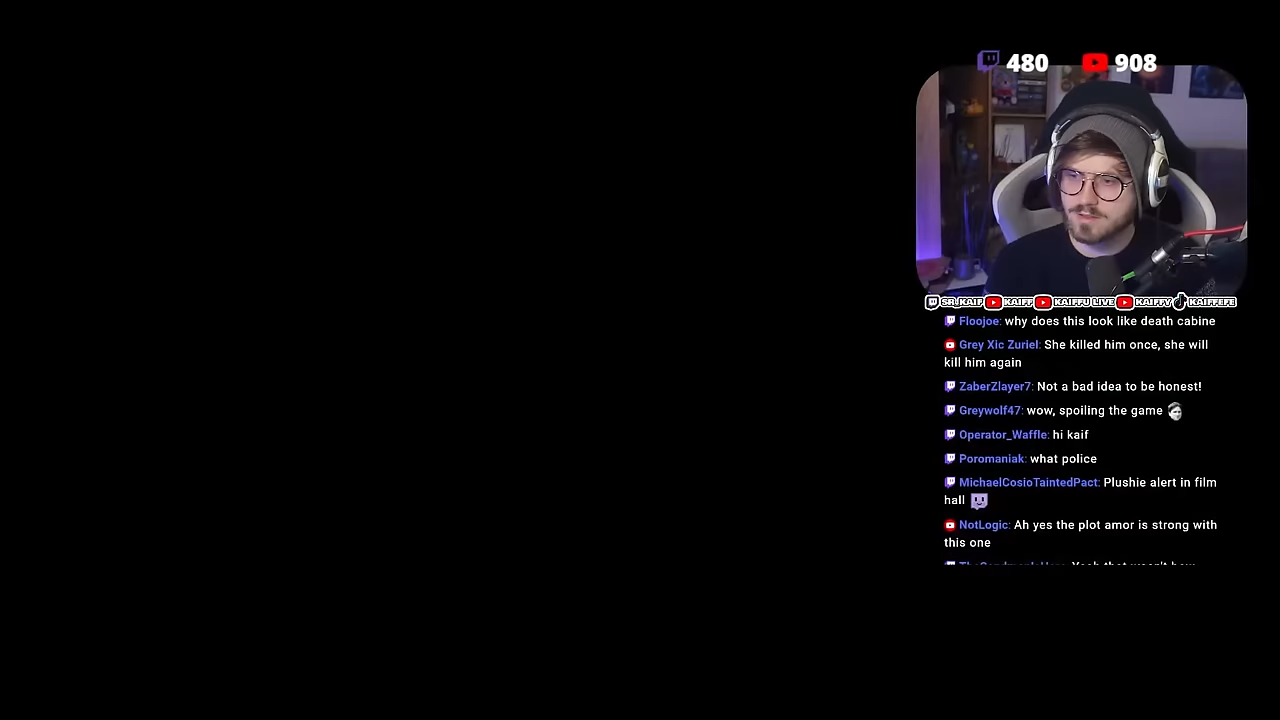 480 908
SR_KAIF KAIFF KAIFFU LIVE KAIFFV KAIFFEFE
Floojoe: why does this look like death cabine
Grey Xic Zuriel: She killed him once, she will
kill him again
ZaberZlayer7: Not a bad idea to be honest!
Greywolf47: wow, spoiling the game
Operator_Waffle: hi kaif
Poromaniak: what police
MichaelCosioTaintedPact: Plushie alert in film
hall
NotLogic: Ah yes the plot amor is strong with
this one